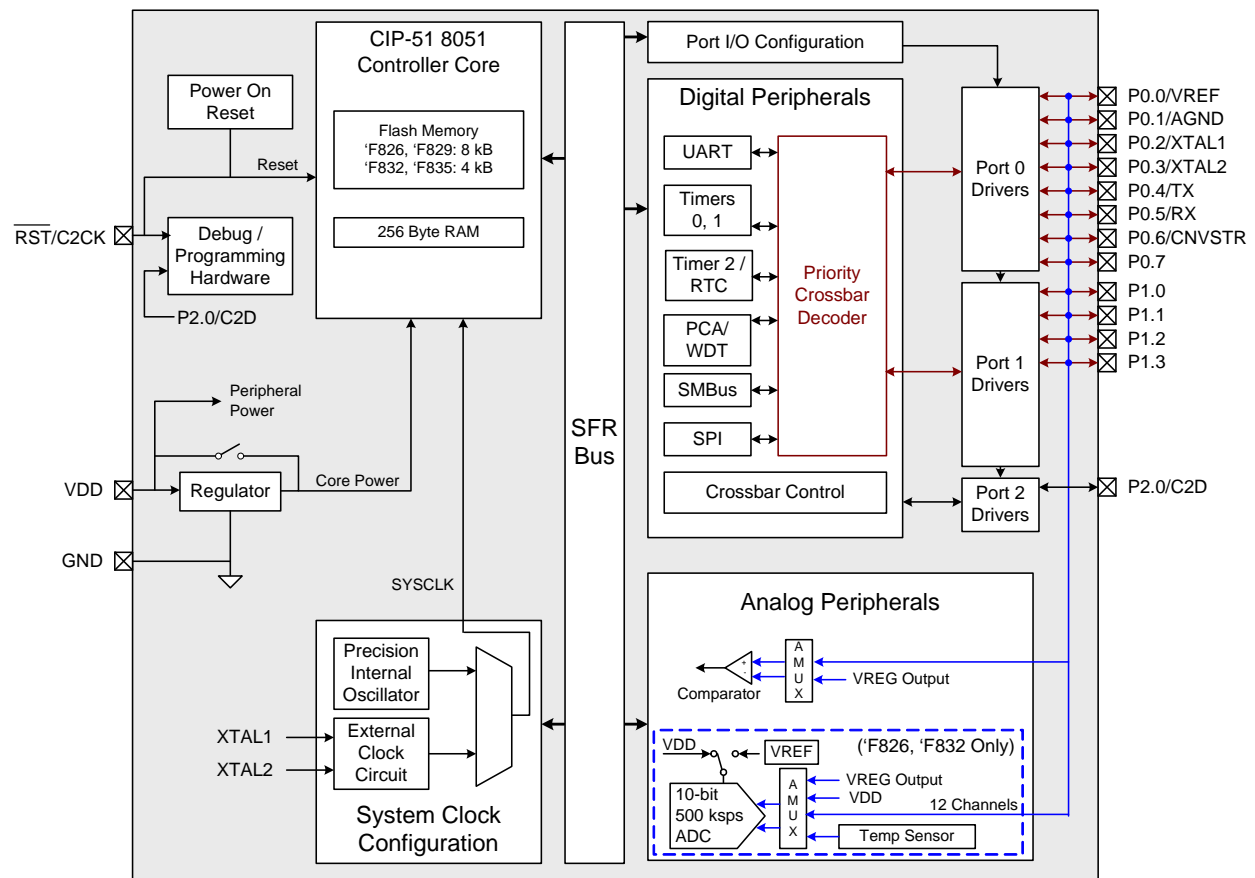 CIP-51 8051
Controller Core
Flash Memory
‘F826, ‘F829: 8 kB
‘F832, ‘F835: 4 kB
256 Byte RAM
Power On
Reset
Reset
RST/C2CK
Debug /
Programming
Hardware
P2.0/C2D
Peripheral
Power
VDD
Regulator
Core Power
GND
SYSCLK
Precision
Internal
Oscillator
XTAL1
XTAL2
External
Clock
Circuit
System Clock
Configuration
SFR
Bus
Port I/O Configuration
Digital Peripherals
UART
Timers
0, 1
Timer 2 /
RTC
PCA/
WDT
SMBus
SPI
Priority
Crossbar
Decoder
Crossbar Control
Port 0
Drivers
Port 1
Drivers
Port 2
Drivers
P0.0/VREF
P0.1/AGND
P0.2/XTAL1
P0.3/XTAL2
P0.4/TX
P0.5/RX
P0.6/CNVSTR
P0.7
P1.0
P1.1
P1.2
P1.3
P2.0/C2D
Analog Peripherals
+
-
Comparator
A
M
U
X
VREG Output
VDD
VREF
(‘F826, ‘F832 Only)
10-bit
500 ksps
ADC
A
M
U
X
VREG Output
VDD
12 Channels
Temp Sensor